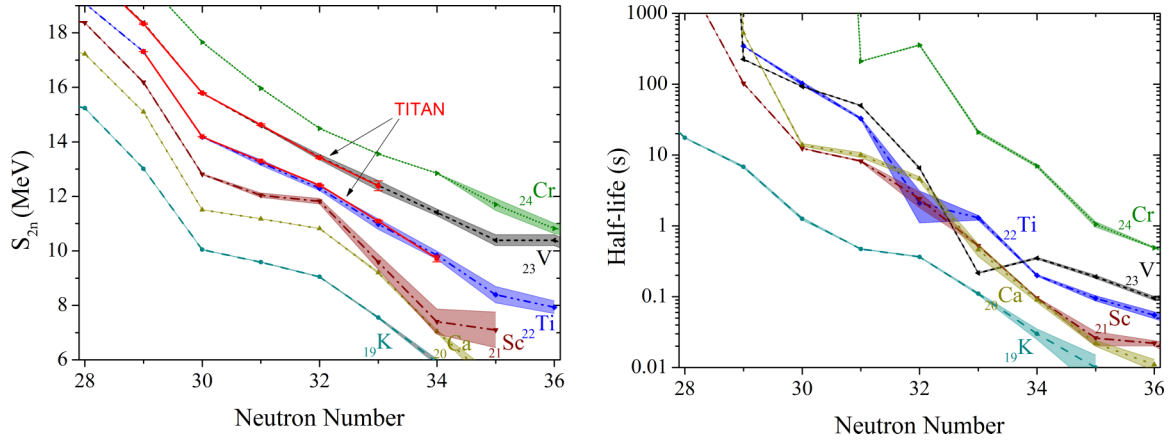 18
16
14
12
10
8
6
28
30
32
34
36
S2n (MeV)
Neutron Number
TITAN
24Cr
23V
22Ti
21Sc
20Ca
19K
1000
100
10
1
0.1
0.01
28
30
32
34
36
Half-life (s)
Neutron Number
24Cr
22Ti
23V
20Ca
21Sc
19K